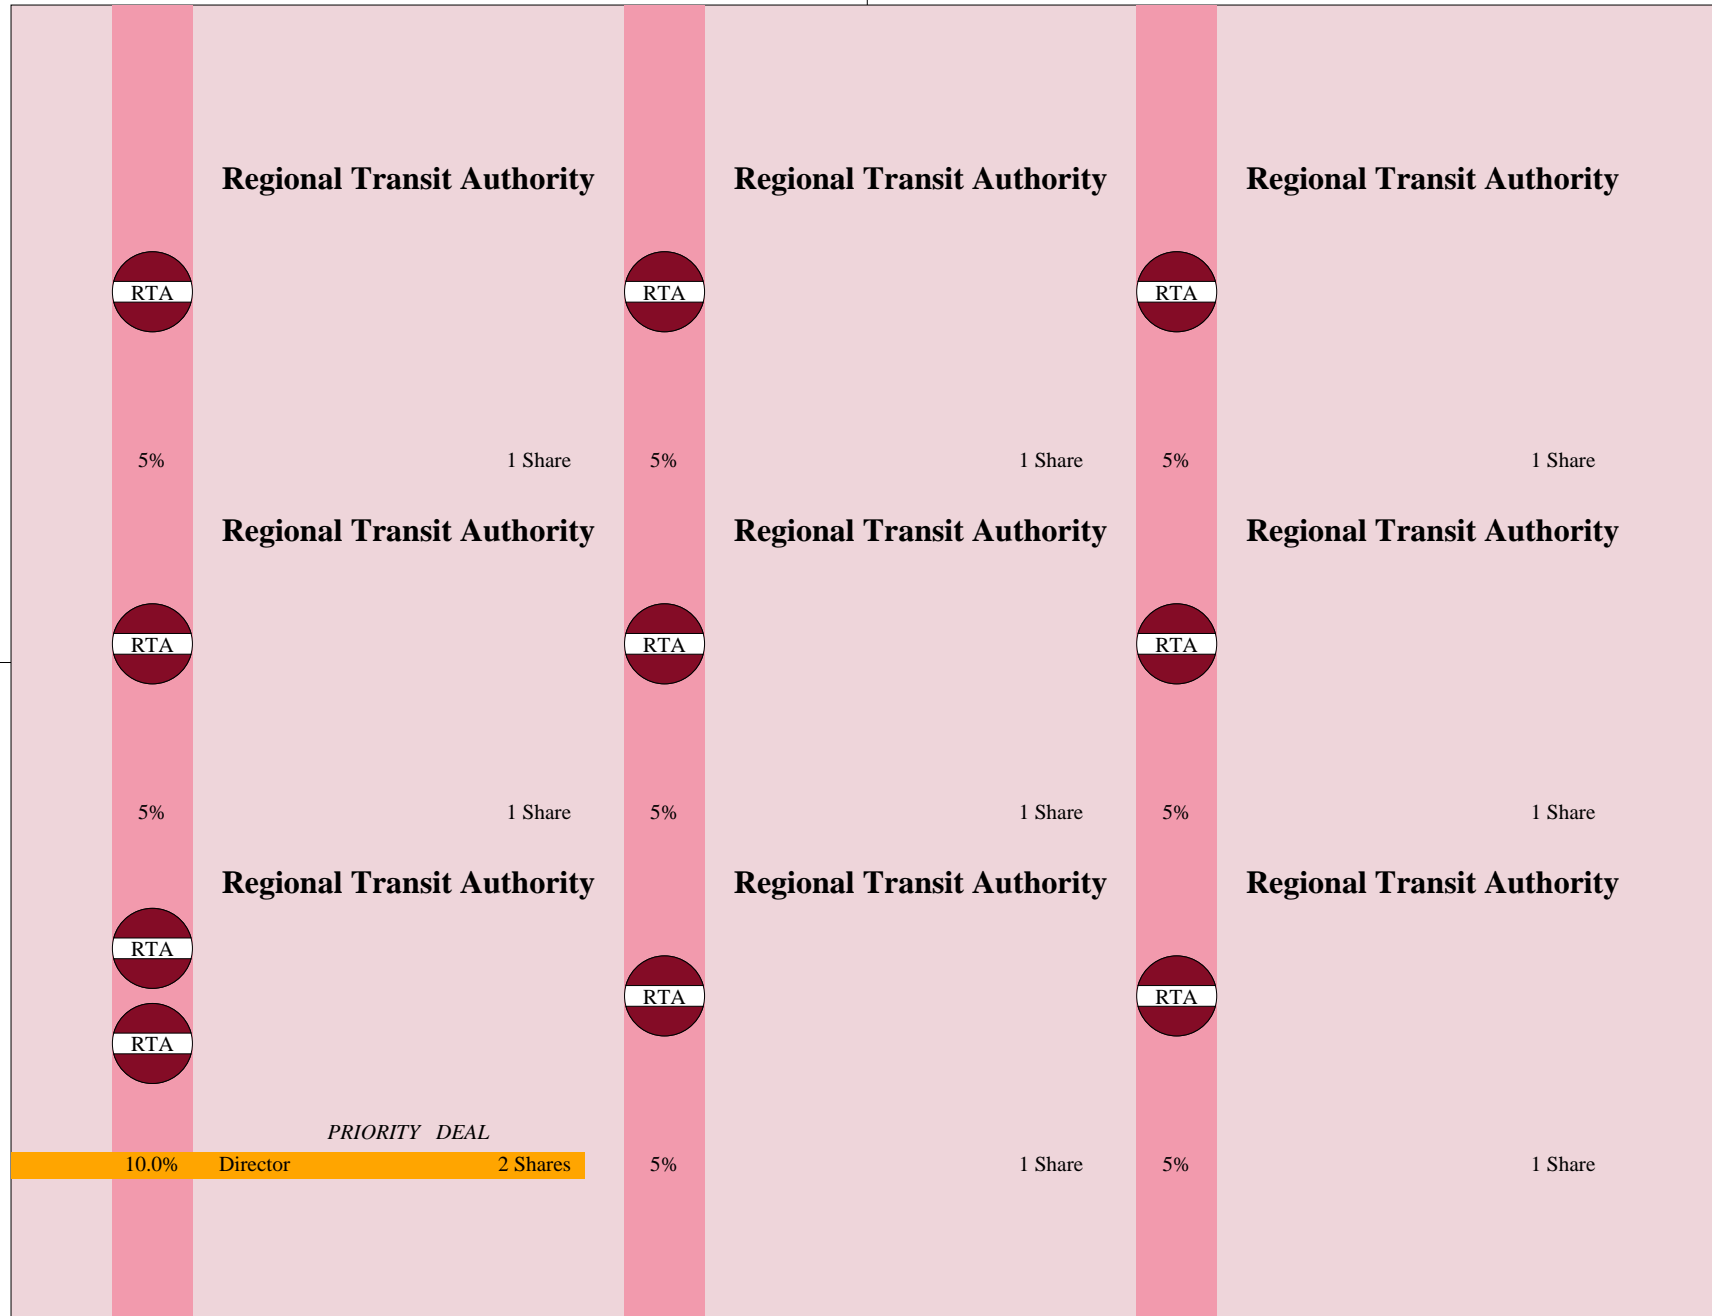 Regional Transit Authority Regional Transit Authority Regional Transit Authority
RTA RTA RTA
5% 1 Share 5% 1 Share 5% 1 Share
Regional Transit Authority Regional Transit Authority Regional Transit Authority
RTA RTA RTA
5% 1 Share 5% 1 Share 5% 1 Share
Regional Transit Authority Regional Transit Authority Regional Transit Authority
RTA
RTA RTA
RTA
PRIORITY DEAL
10.0% Director 2 Shares 5% 1 Share 5% 1 Share